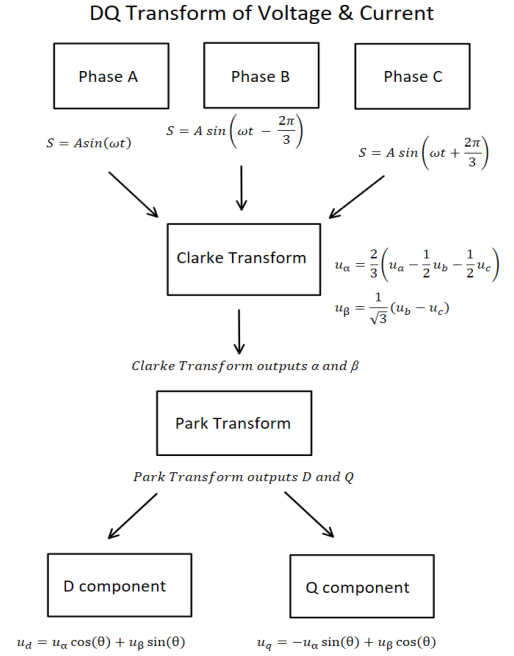 DQ Transform of Voltage & Current
Phase A
Phase B
Phase C
S = Asin(ωt)
S = A sin(ωt − 2π/3)
S = A sin(ωt + 2π/3)
Clarke Transform
u_α = 2/3(u_a − 1/2 u_b − 1/2 u_c)
u_β = 1/√3 (u_b − u_c)
Clarke Transform outputs α and β
Park Transform
Park Transform outputs D and Q
D component
Q component
u_d = u_α cos(θ) + u_β sin(θ)
u_q = −u_α sin(θ) + u_β cos(θ)